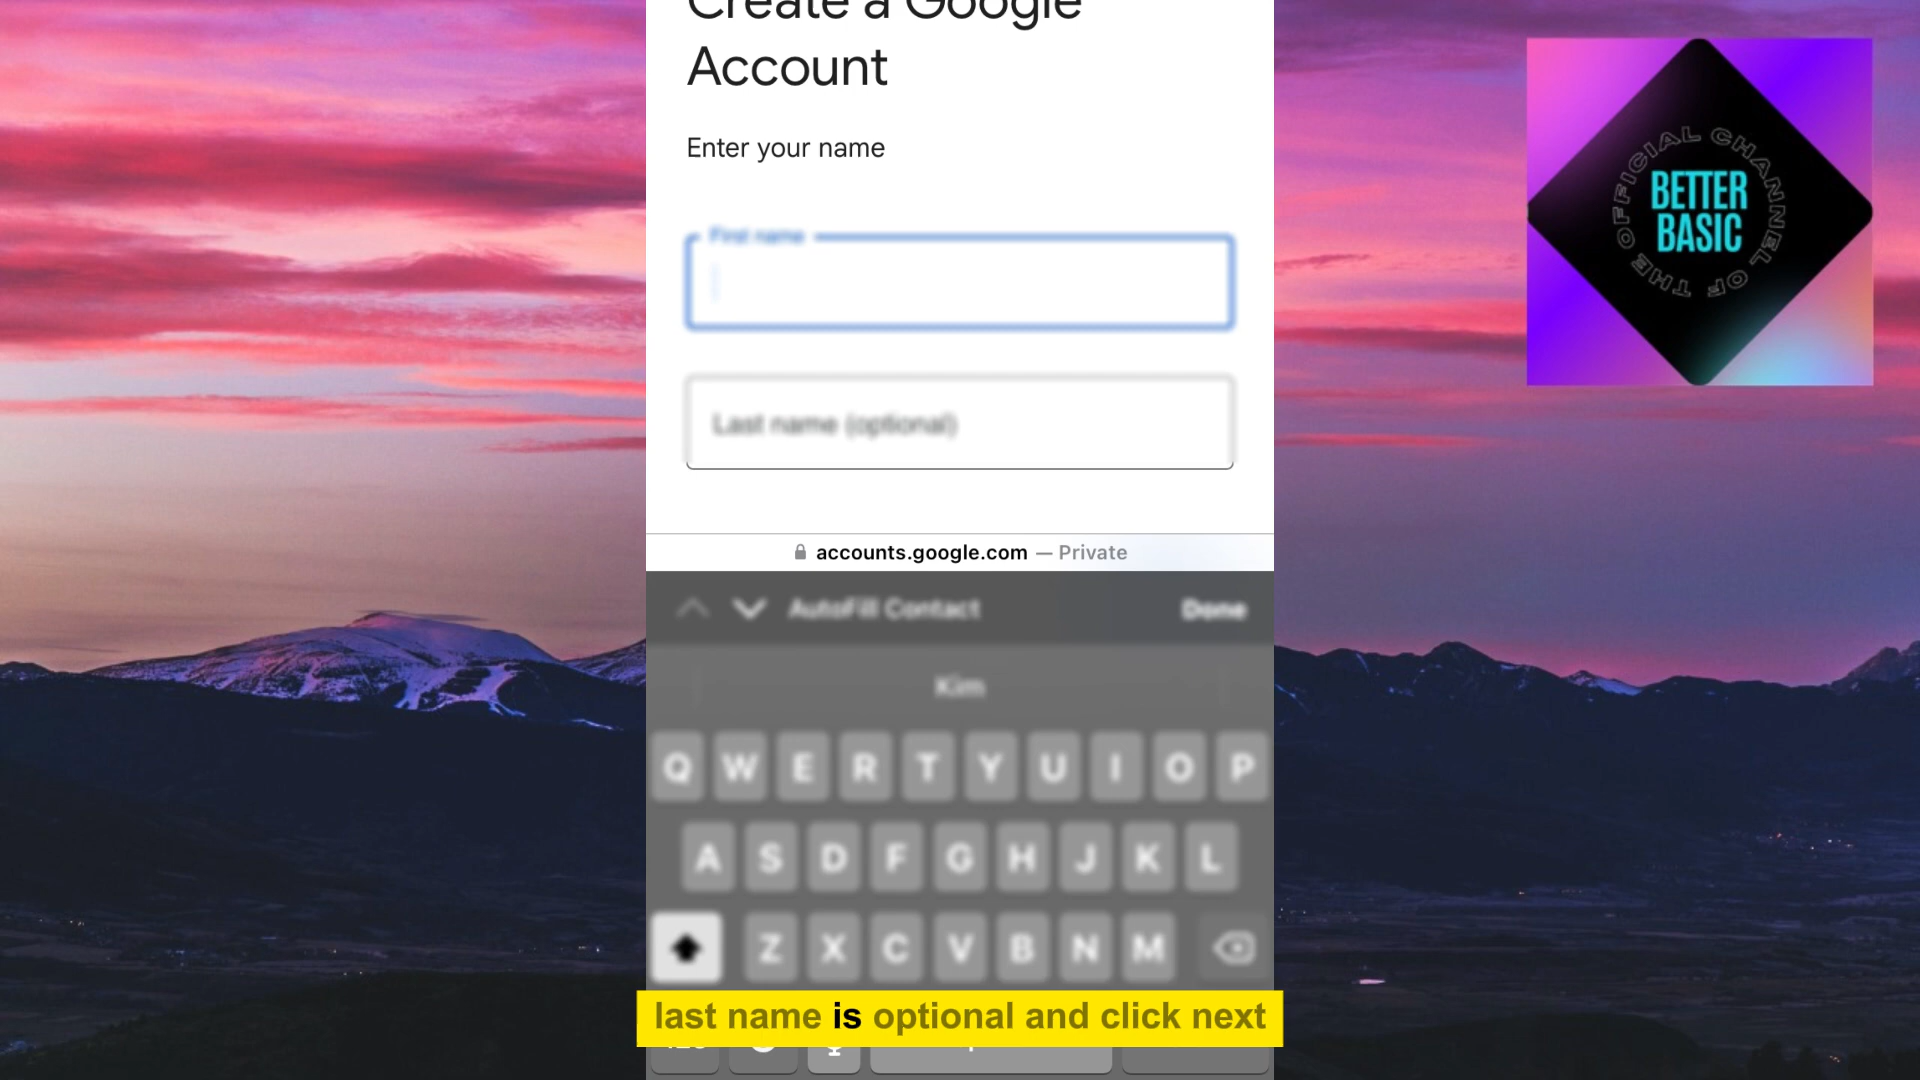 Create a Google
Account
Enter your name
First name
Last name (optional)
accounts.google.com — Private
AutoFill Contact
Done
Kim
Q W E R T Y U I O P
A S D F G H J K L
Z X C V B N M
last name is optional and click next
OFFICIAL CHANNEL OF THE
BETTER
BASIC